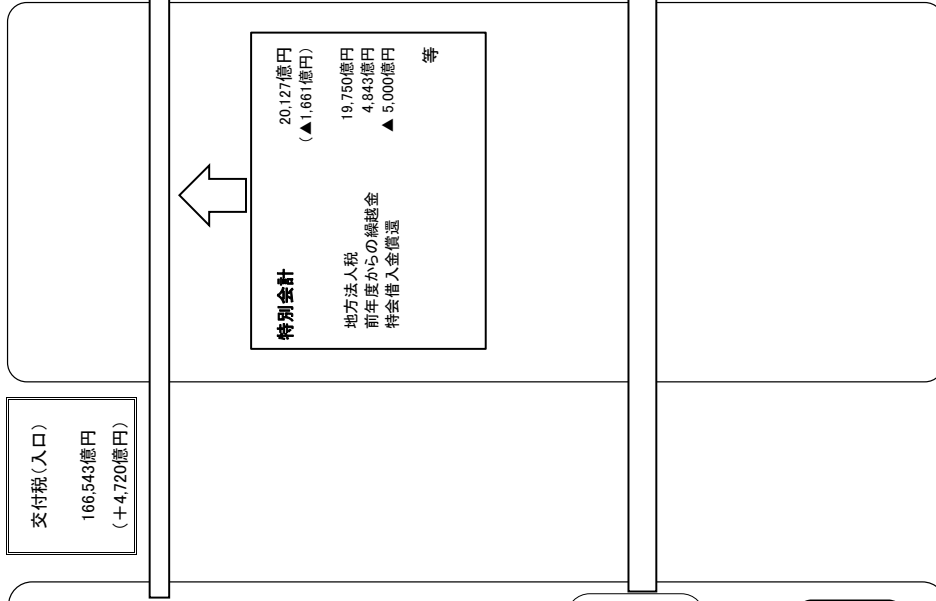 交付税(入口)
166,543億円
(+4,720億円)
特別会計 20,127億円
(▲1,661億円)
地方法人税 19,750億円
前年度からの繰越金 4,843億円
特会借入金償還 ▲ 5,000億円
等